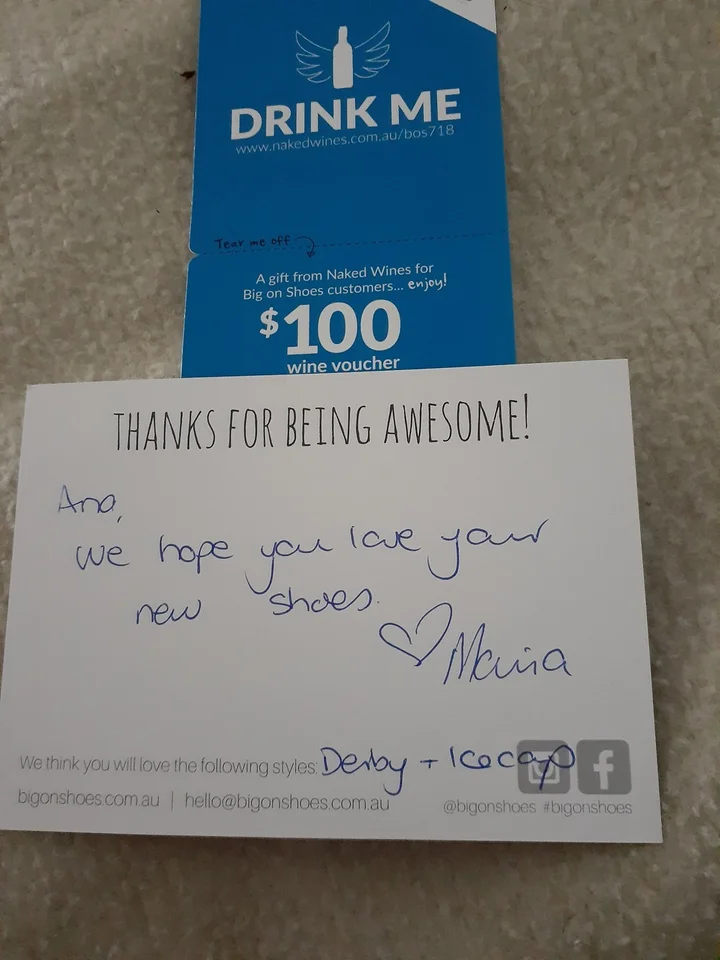 DRINK ME
www.nakedwines.com.au/bos718
Tear me off
A gift from Naked Wines for
Big on Shoes customers... enjoy!
$100
wine voucher
THANKS FOR BEING AWESOME!
Ana,
We hope you love your
new shoes.
Maria
We think you will love the following styles: Derby + Icecap
bigonshoes.com.au | hello@bigonshoes.com.au
@bigonshoes #bigonshoes